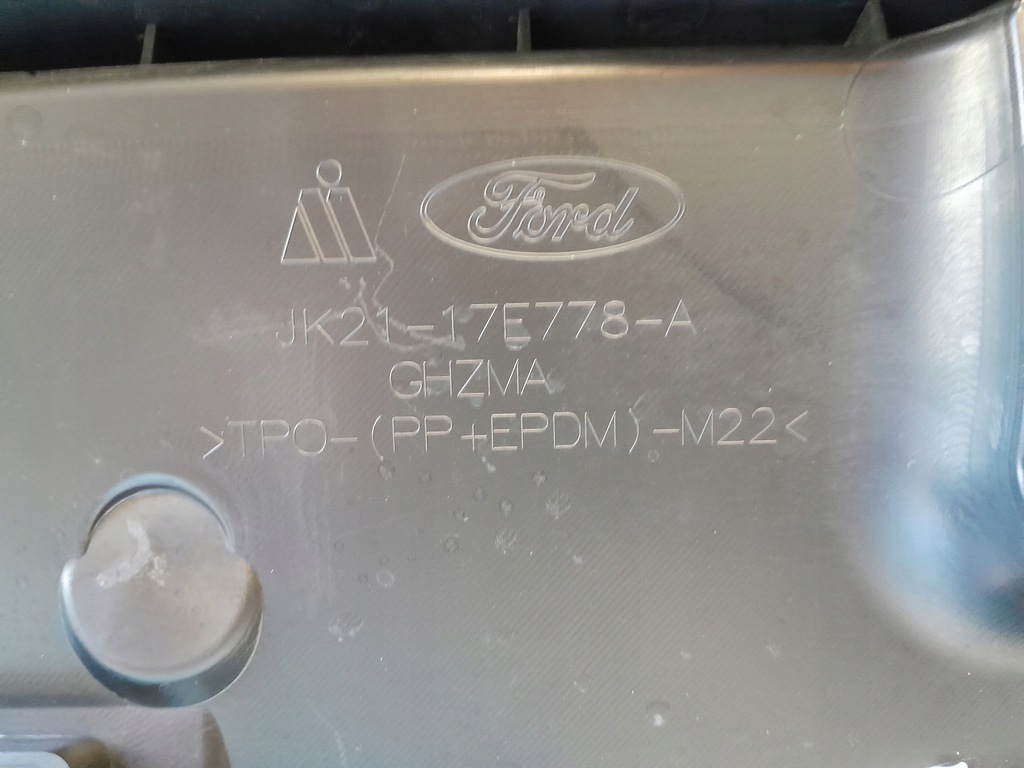 Ford
JK21-17E778-A
GHZMA
>TPO-(PP+EPDM)-M22<